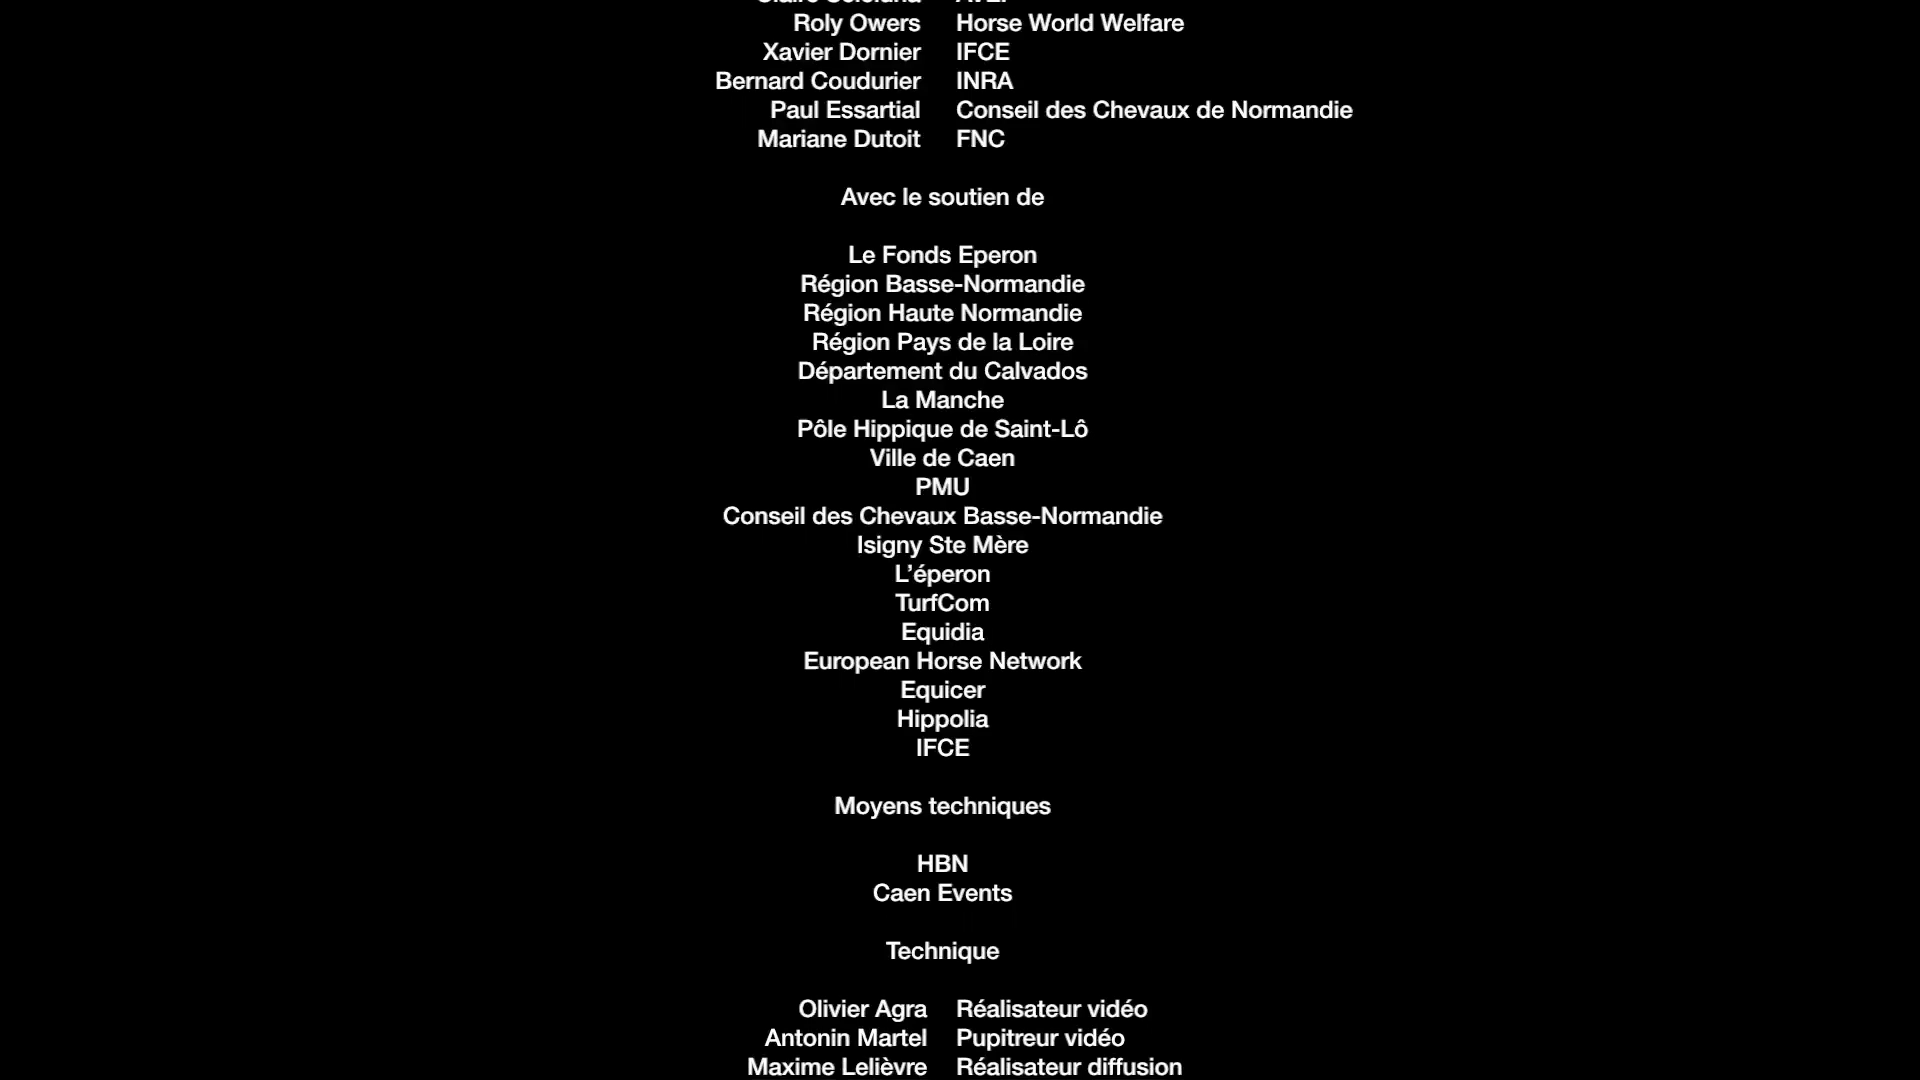 Roly Owers Horse World Welfare
Xavier Dornier IFCE
Bernard Coudurier INRA
Paul Essartial Conseil des Chevaux de Normandie
Mariane Dutoit FNC
Avec le soutien de
Le Fonds Eperon
Région Basse-Normandie
Région Haute Normandie
Région Pays de la Loire
Département du Calvados
La Manche
Pôle Hippique de Saint-Lô
Ville de Caen
PMU
Conseil des Chevaux Basse-Normandie
Isigny Ste Mère
L’éperon
TurfCom
Equidia
European Horse Network
Equicer
Hippolia
IFCE
Moyens techniques
HBN
Caen Events
Technique
Olivier Agra Réalisateur vidéo
Antonin Martel Pupitreur vidéo
Maxime Lelièvre Réalisateur diffusion